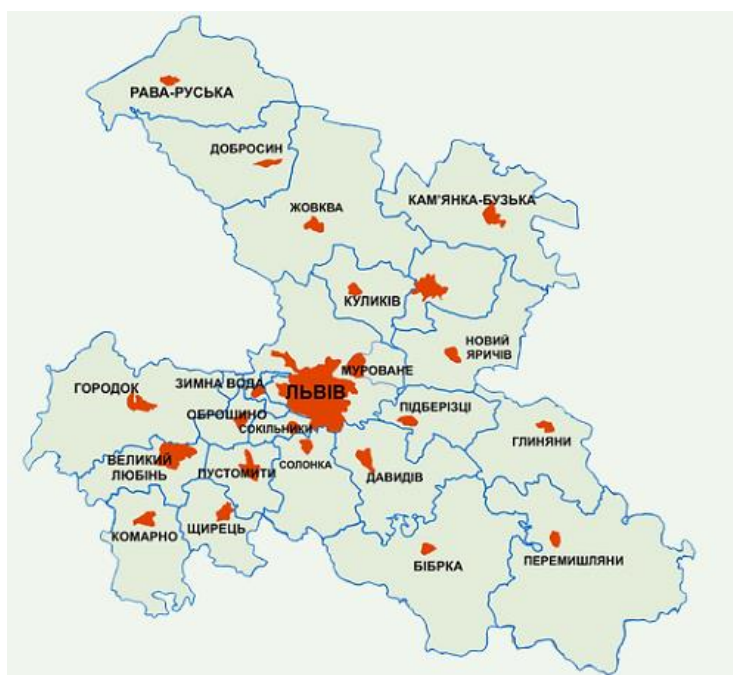 РАВА-РУСЬКА
ДОБРОСИН
ЖОВКВА
КАМ'ЯНКА-БУЗЬКА
КУЛИКІВ
НОВИЙ
ЯРИЧІВ
МУРОВАНЕ
ЗИМНА ВОДА
ЛЬВІВ
ГОРОДОК
ОБРОШИНО
СОКІЛЬНИКИ
ПІДБЕРІЗЦІ
ГЛИНЯНИ
ВЕЛИКИЙ
ЛЮБІНЬ
ПУСТОМИТИ
СОЛОНКА
ДАВИДІВ
ЩИРЕЦЬ
КОМАРНО
БІБРКА
ПЕРЕМИШЛЯНИ